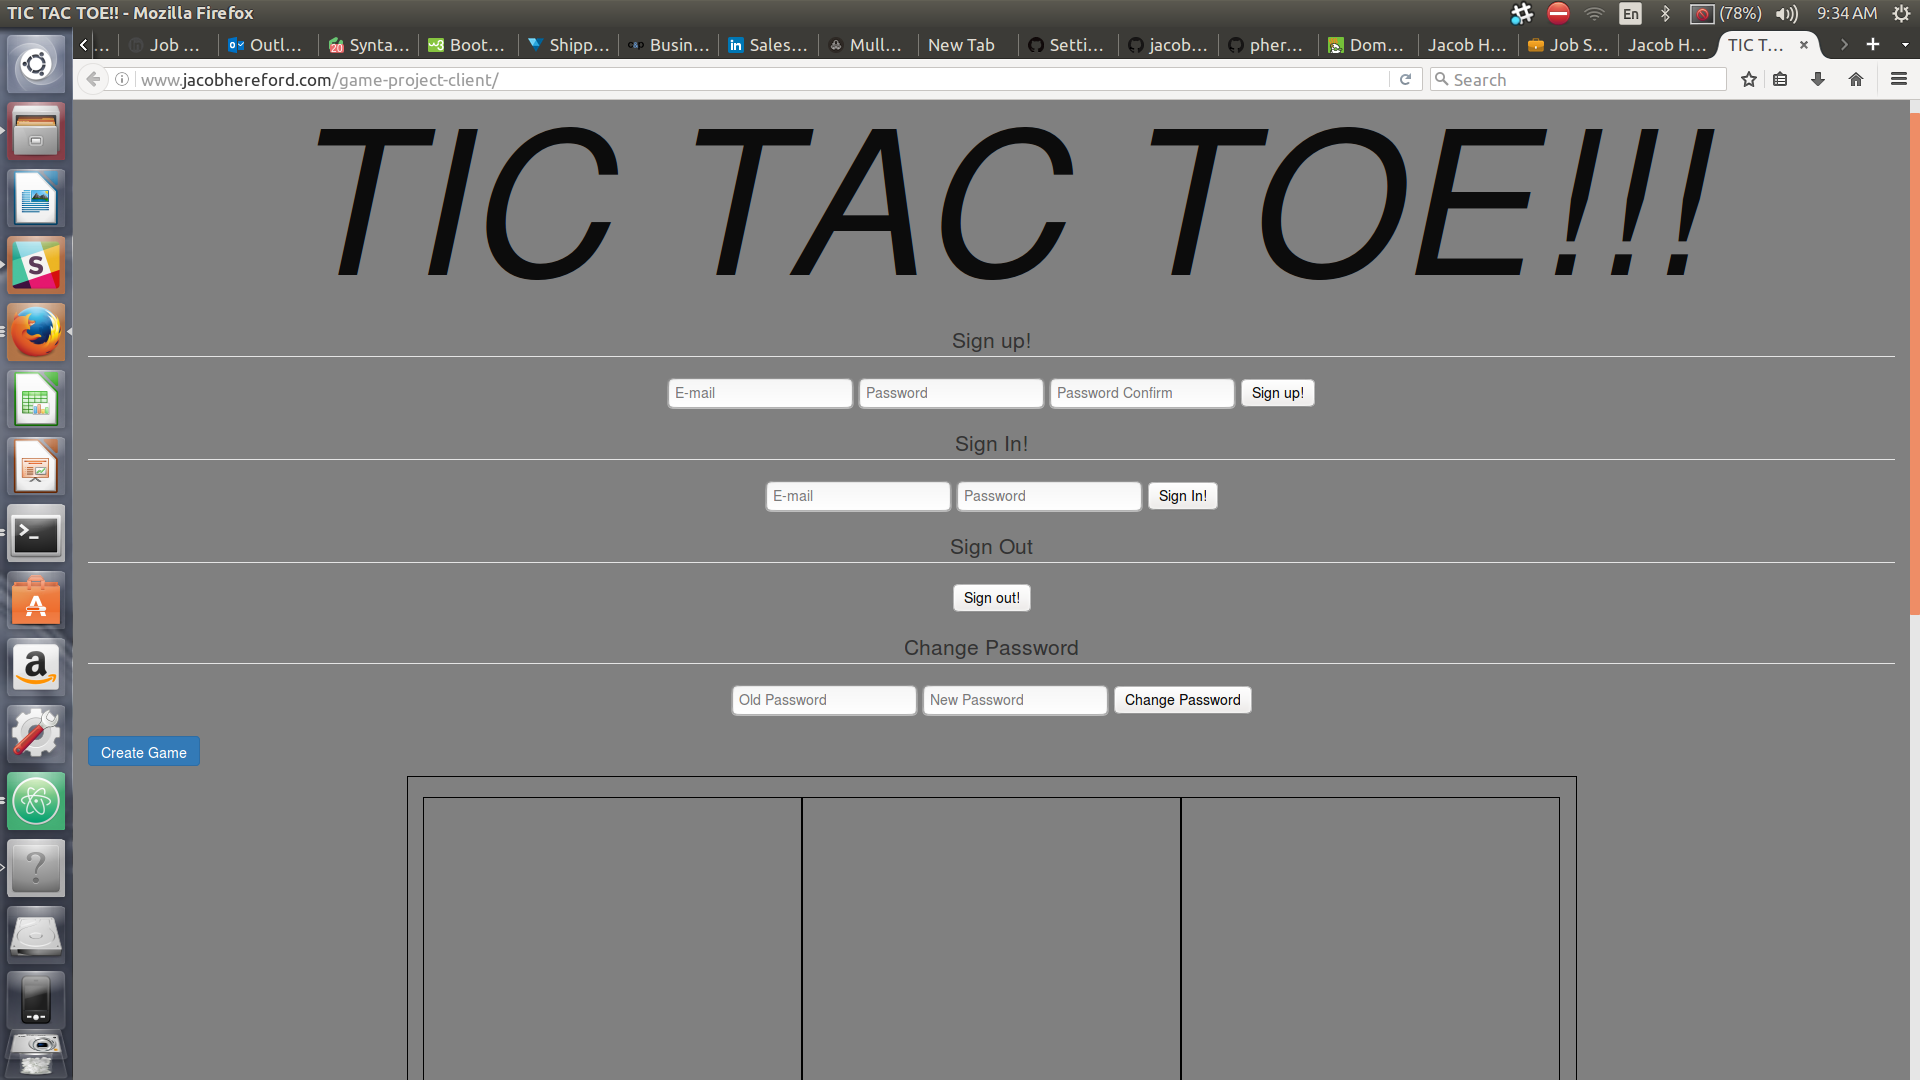 TIC TAC TOE!! - Mozilla Firefox
En
(78%)
9:34 AM
...
Job ...
Outl...
Synta...
Boot...
Shipp...
Busin...
Sales...
Mull...
New Tab
Setti...
jacob...
pher...
Dom...
Jacob H...
Job S...
Jacob H...
TIC T...
www.jacobhereford.com/game-project-client/
Search
TIC TAC TOE!!!
Sign up!
E-mail
Password
Password Confirm
Sign up!
Sign In!
E-mail
Password
Sign In!
Sign Out
Sign out!
Change Password
Old Password
New Password
Change Password
Create Game